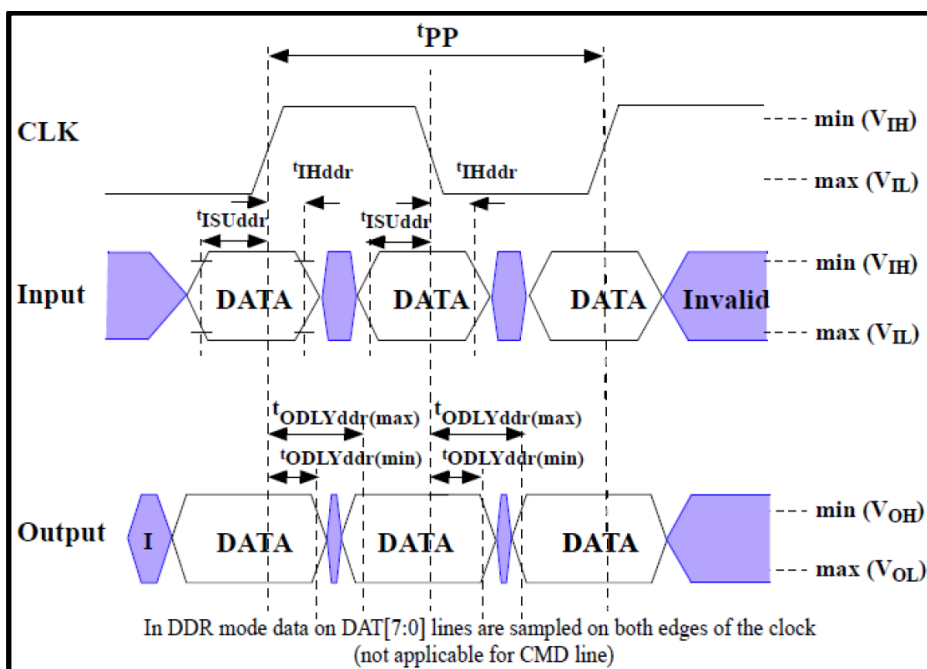 tPP
CLK
min (VIH)
max (VIL)
tIHddr
tIHddr
tISUddr
tISUddr
Input
DATA
DATA
DATA
Invalid
min (VIH)
max (VIL)
tODLYddr(max)
tODLYddr(max)
tODLYddr(min)
tODLYddr(min)
Output
I
DATA
DATA
DATA
min (VOH)
max (VOL)
In DDR mode data on DAT[7:0] lines are sampled on both edges of the clock
(not applicable for CMD line)